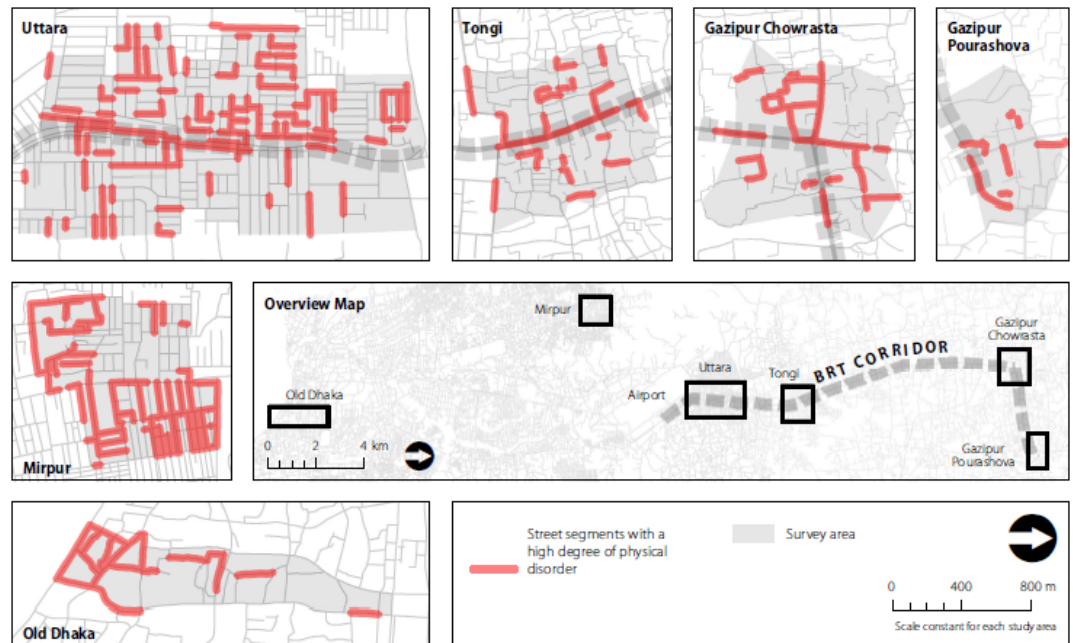 Uttara
Tongi
Gazipur Chowrasta
Gazipur
Pourashova
Mirpur
Overview Map
Mirpur
Old Dhaka
Airport
Uttara
Tongi
BRT CORRIDOR
Gazipur
Chowrasta
Gazipur
Pourashova
0 2 4 km
Old Dhaka
Street segments with a
high degree of physical
disorder
Survey area
0 400 800 m
Scale constant for each study area